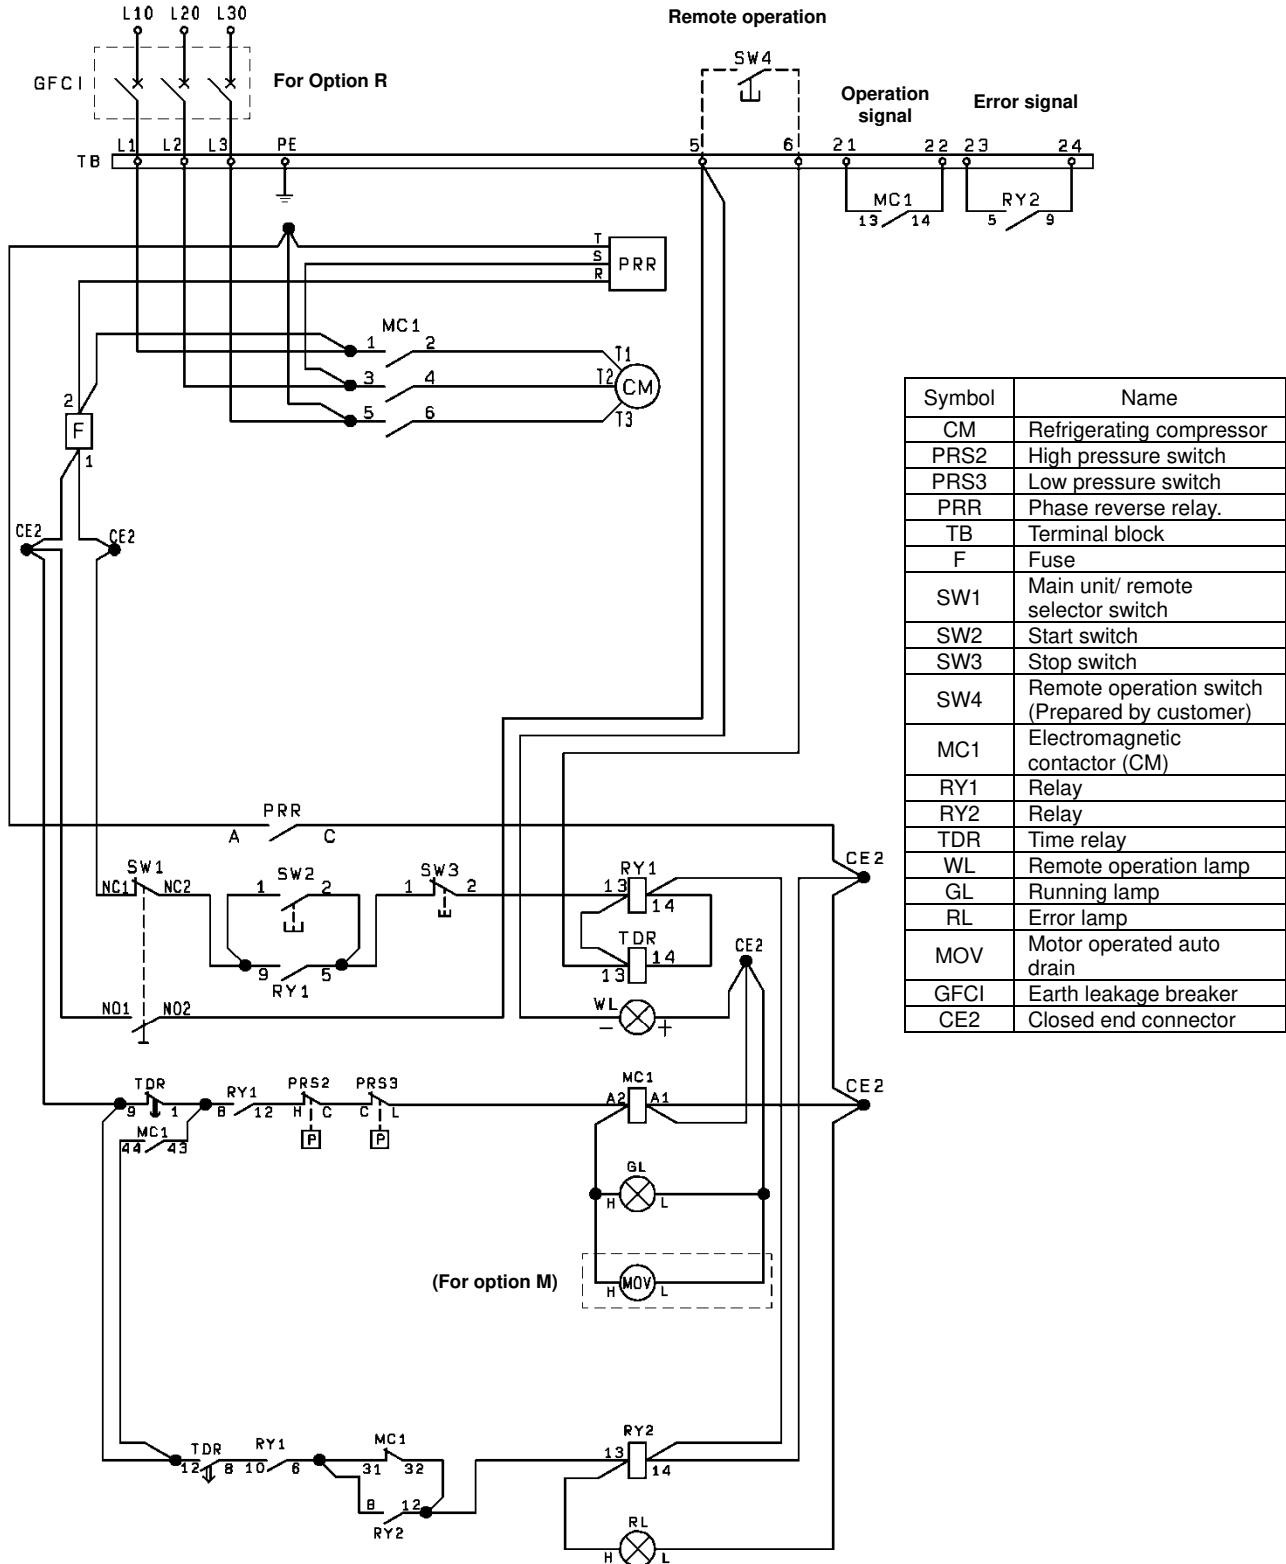 L10 L20 L30
Remote operation
SW4
GFCI
For Option R
Operation
signal
Error signal
TB
L1 L2 L3 PE 5 6 21 22 23 24
MC1
13 14
RY2
5 9
T
S
R
PRR
MC1
1 2
3 4
5 6
T1
T2
T3
CM
2
F
1
CE2 CE2
Symbol Name
CM Refrigerating compressor
PRS2 High pressure switch
PRS3 Low pressure switch
PRR Phase reverse relay.
TB Terminal block
F Fuse
SW1 Main unit/ remote
selector switch
SW2 Start switch
SW3 Stop switch
SW4 Remote operation switch
(Prepared by customer)
MC1 Electromagnetic
contactor (CM)
RY1 Relay
RY2 Relay
TDR Time relay
WL Remote operation lamp
GL Running lamp
RL Error lamp
MOV Motor operated auto
drain
GFCI Earth leakage breaker
CE2 Closed end connector
PRR
A C
CE2
SW1
NC1 NC2
SW2
1 2
SW3
1 2
RY1
13 14
9 5
RY1
TDR
13 14
CE2
NO1 NO2
WL
− +
TDR
9 1
RY1
8 12
PRS2
H C
PRS3
C L
MC1
A2 A1
CE2
P P
MC1
44 43
GL
H L
(For option M)
MOV
H L
TDR
12 8
RY1
10 6
MC1
31 32
RY2
13 14
8 12
RY2
RL
H L